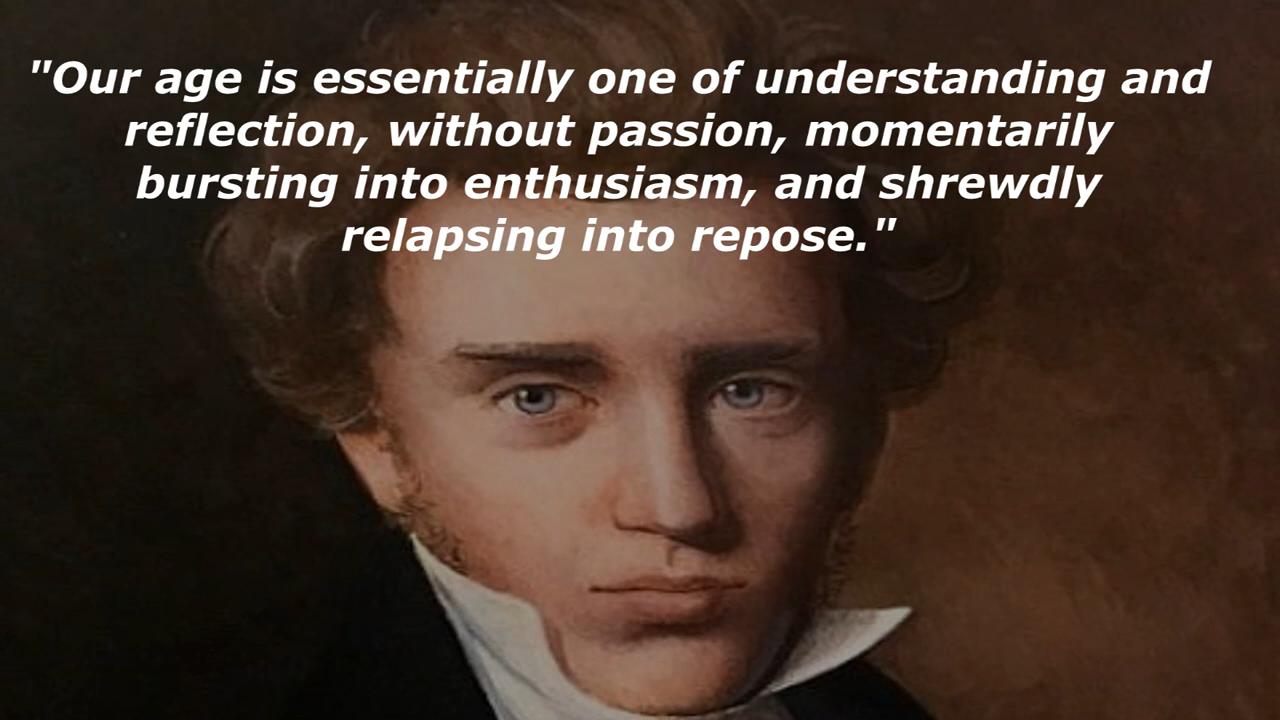 "Our age is essentially one of understanding and
reflection, without passion, momentarily
bursting into enthusiasm, and shrewdly
relapsing into repose."